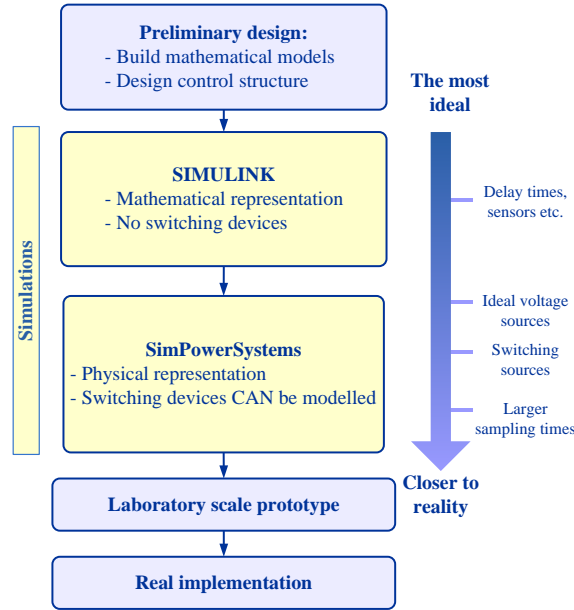 Preliminary design:
- Build mathematical models
- Design control structure
The most
ideal
Simulations
SIMULINK
- Mathematical representation
- No switching devices
Delay times,
sensors etc.
Ideal voltage
sources
SimPowerSystems
- Physical representation
- Switching devices CAN be modelled
Switching
sources
Larger
sampling times
Closer to
reality
Laboratory scale prototype
Real implementation